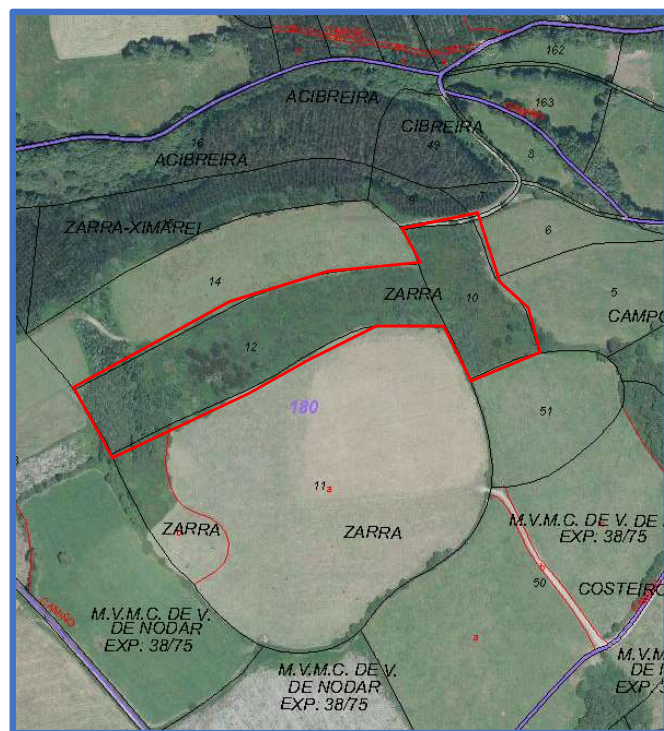 162
CAMIÑO
163
ACIBREIRA
CIBREIRA
49
16
ACIBREIRA
8
9
7
ZARRA-XIMAREI
6
14
ZARRA
10
5
CAMPO
12
180
51
11a
ZARRA
ZARRA
M.V.M.C. DE V. DE
EXP: 38/75
b
50
COSTEIRO
CAMIÑO
M.V.M.C. DE V.
DE NODAR
EXP: 38/75
a
M.V.M.C. DE V.
DE NODAR
EXP: 38/75